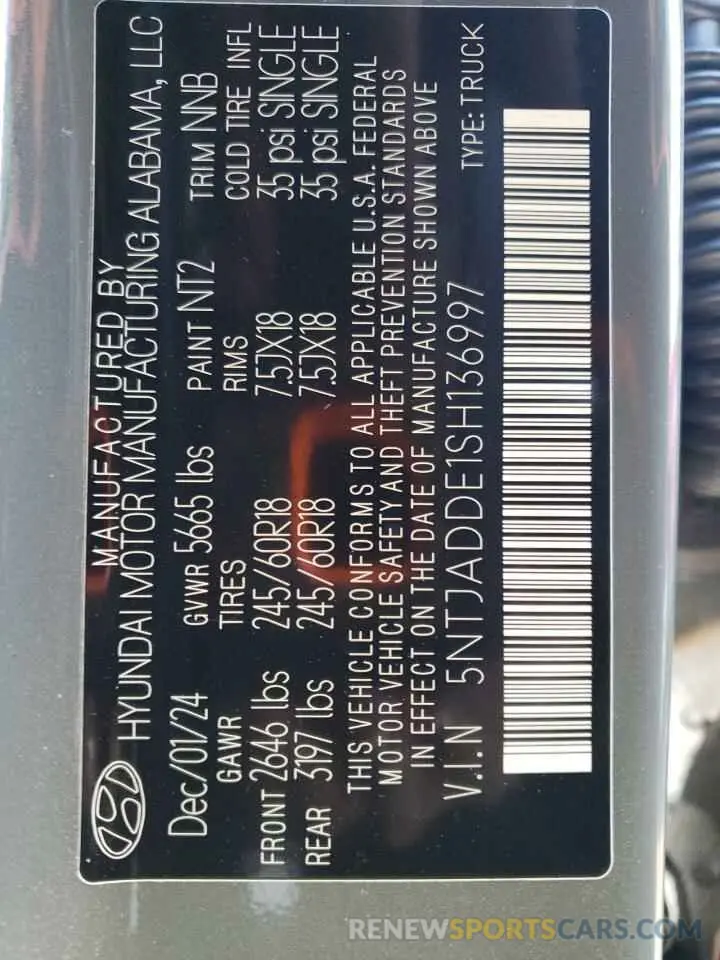 MANUFACTURED BY
HYUNDAI MOTOR MANUFACTURING ALABAMA, LLC
Dec/01/24 GVWR 5665 lbs PAINT NT2 TRIM NNB
GAWR TIRES RIMS COLD TIRE INFL
FRONT 2646 lbs 245/60R18 7.5JX18 35 psi SINGLE
REAR 3197 lbs 245/60R18 7.5JX18 35 psi SINGLE
THIS VEHICLE CONFORMS TO ALL APPLICABLE U.S.A. FEDERAL
MOTOR VEHICLE SAFETY AND THEFT PREVENTION STANDARDS
IN EFFECT ON THE DATE OF MANUFACTURE SHOWN ABOVE
V.I.N 5NTJADDE1SH136997 TYPE: TRUCK
RENEWSPORTSCARS.COM